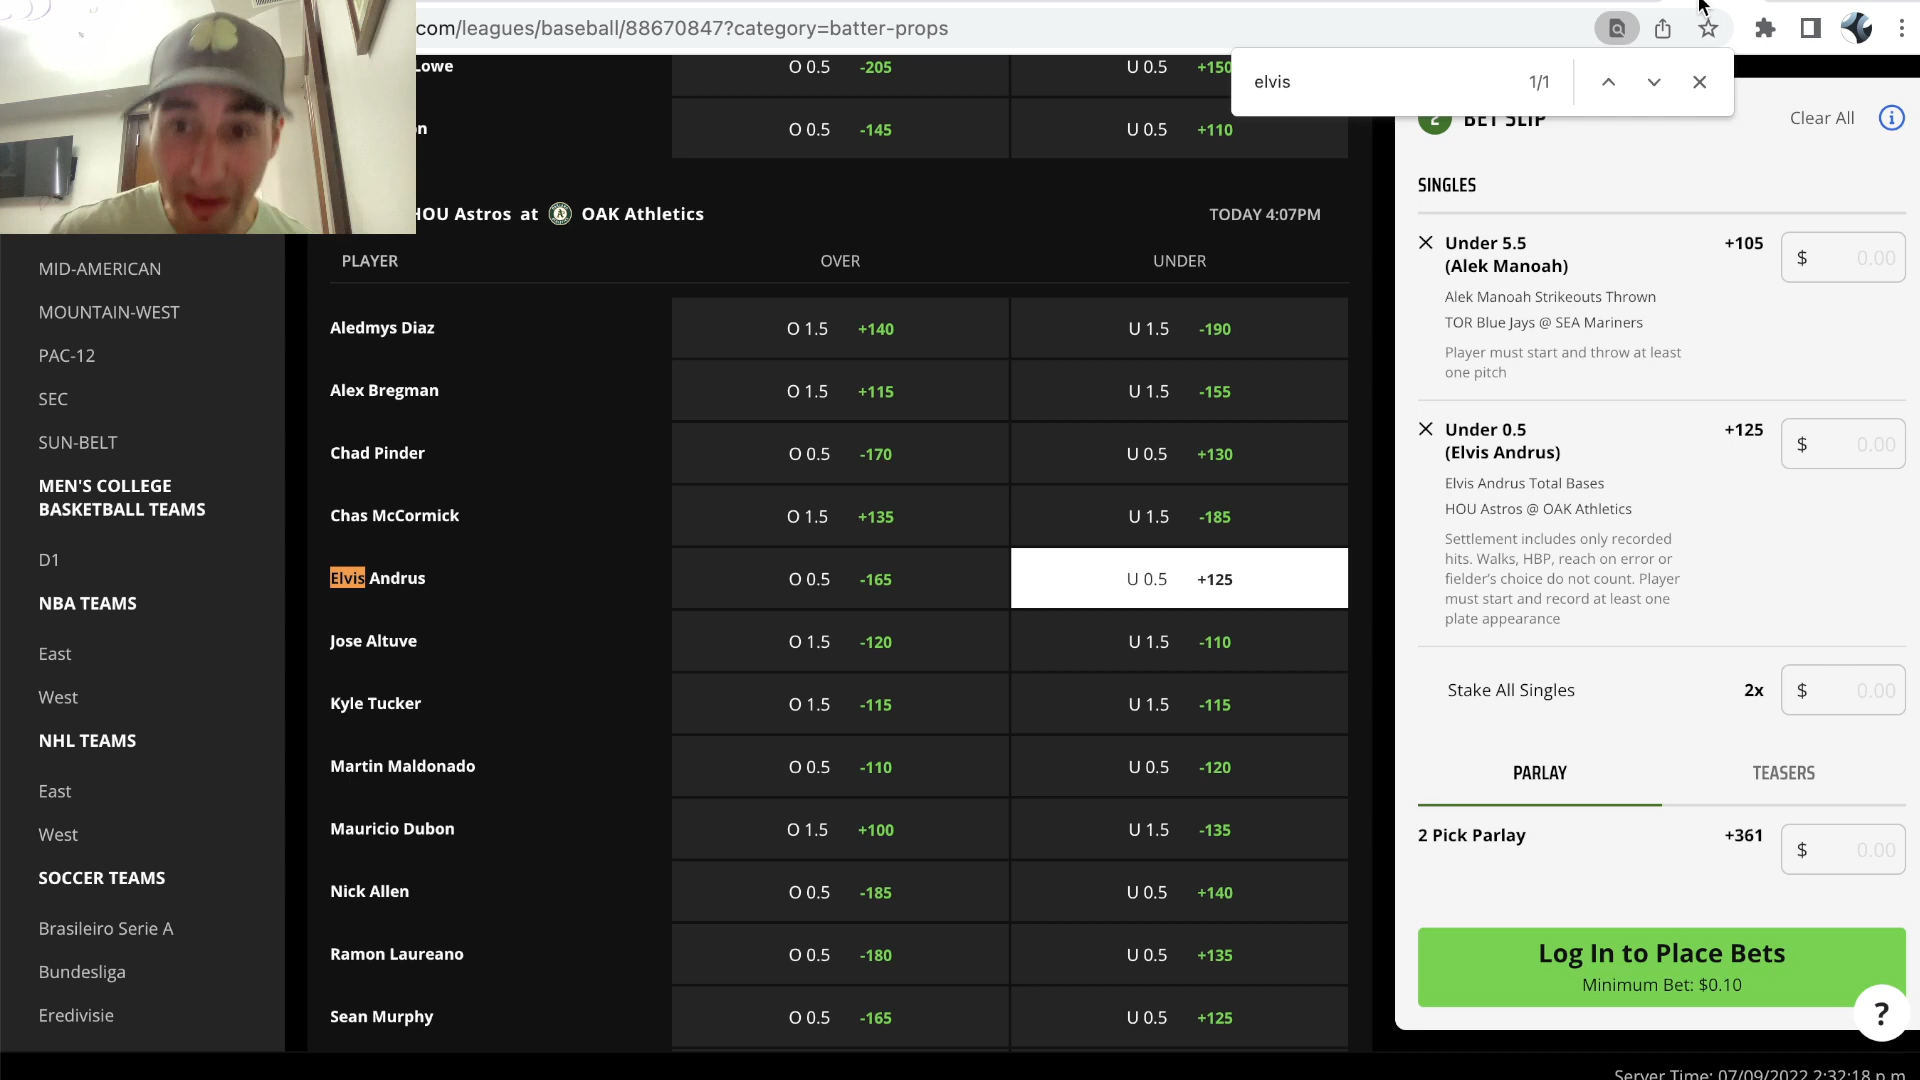 com/leagues/baseball/88670847?category=batter-props
elvis 1/1
Lowe O 0.5 -205 U 0.5 +150
O 0.5 -145 U 0.5 +110
HOU Astros at OAK Athletics TODAY 4:07PM
PLAYER OVER UNDER
Aledmys Diaz O 1.5 +140 U 1.5 -190
Alex Bregman O 1.5 +115 U 1.5 -155
Chad Pinder O 0.5 -170 U 0.5 +130
Chas McCormick O 1.5 +135 U 1.5 -185
Elvis Andrus O 0.5 -165 U 0.5 +125
Jose Altuve O 1.5 -120 U 1.5 -110
Kyle Tucker O 1.5 -115 U 1.5 -115
Martin Maldonado O 0.5 -110 U 0.5 -120
Mauricio Dubon O 1.5 +100 U 1.5 -135
Nick Allen O 0.5 -185 U 0.5 +140
Ramon Laureano O 0.5 -180 U 0.5 +135
Sean Murphy O 0.5 -165 U 0.5 +125
MID-AMERICAN
MOUNTAIN-WEST
PAC-12
SEC
SUN-BELT
MEN'S COLLEGE
BASKETBALL TEAMS
D1
NBA TEAMS
East
West
NHL TEAMS
East
West
SOCCER TEAMS
Brasileiro Serie A
Bundesliga
Eredivisie
2 BET SLIP Clear All
SINGLES
Under 5.5 +105 $ 0.00
(Alek Manoah)
Alek Manoah Strikeouts Thrown
TOR Blue Jays @ SEA Mariners
Player must start and throw at least
one pitch
Under 0.5 +125 $ 0.00
(Elvis Andrus)
Elvis Andrus Total Bases
HOU Astros @ OAK Athletics
Settlement includes only recorded
hits. Walks, HBP, reach on error or
fielder's choice do not count. Player
must start and record at least one
plate appearance
Stake All Singles 2x $ 0.00
PARLAY TEASERS
2 Pick Parlay +361 $ 0.00
Log In to Place Bets
Minimum Bet: $0.10
?
Server Time: 07/09/2022 2:32:18 p.m